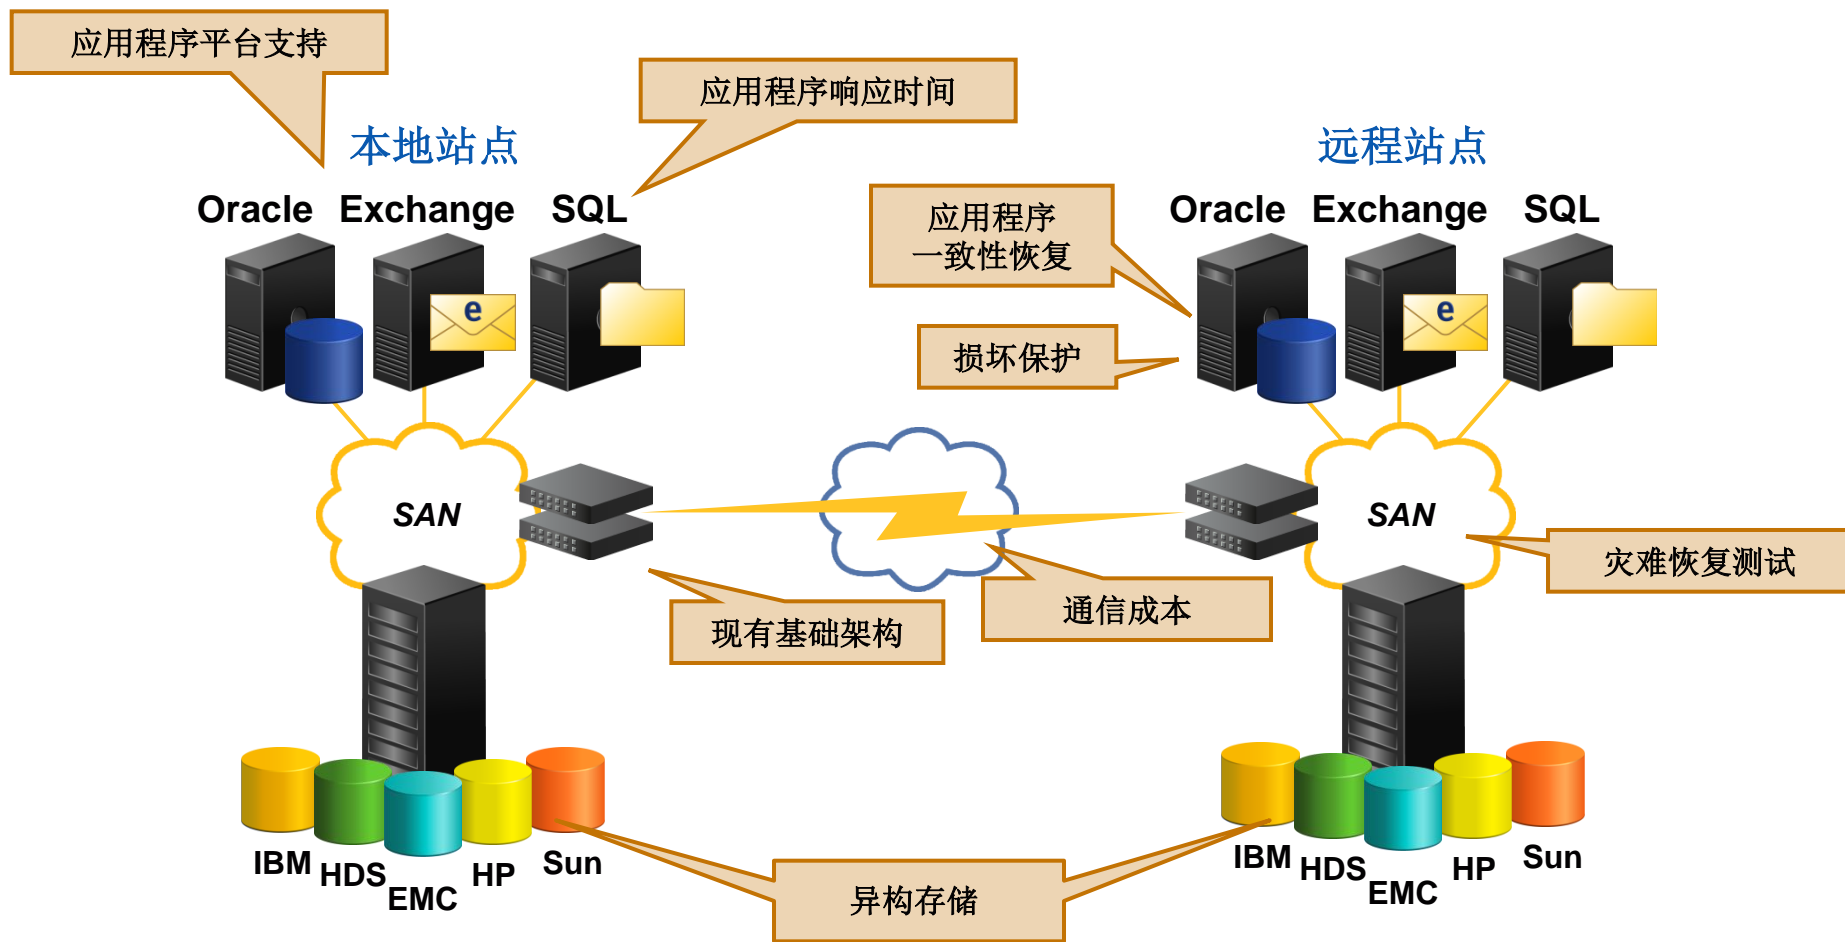 应用程序平台支持
应用程序响应时间
本地站点
远程站点
Oracle Exchange SQL
应用程序
一致性恢复
Oracle Exchange SQL
e
e
损坏保护
SAN
SAN
灾难恢复测试
通信成本
现有基础架构
IBM HDS EMC HP Sun
IBM HDS EMC HP Sun
异构存储